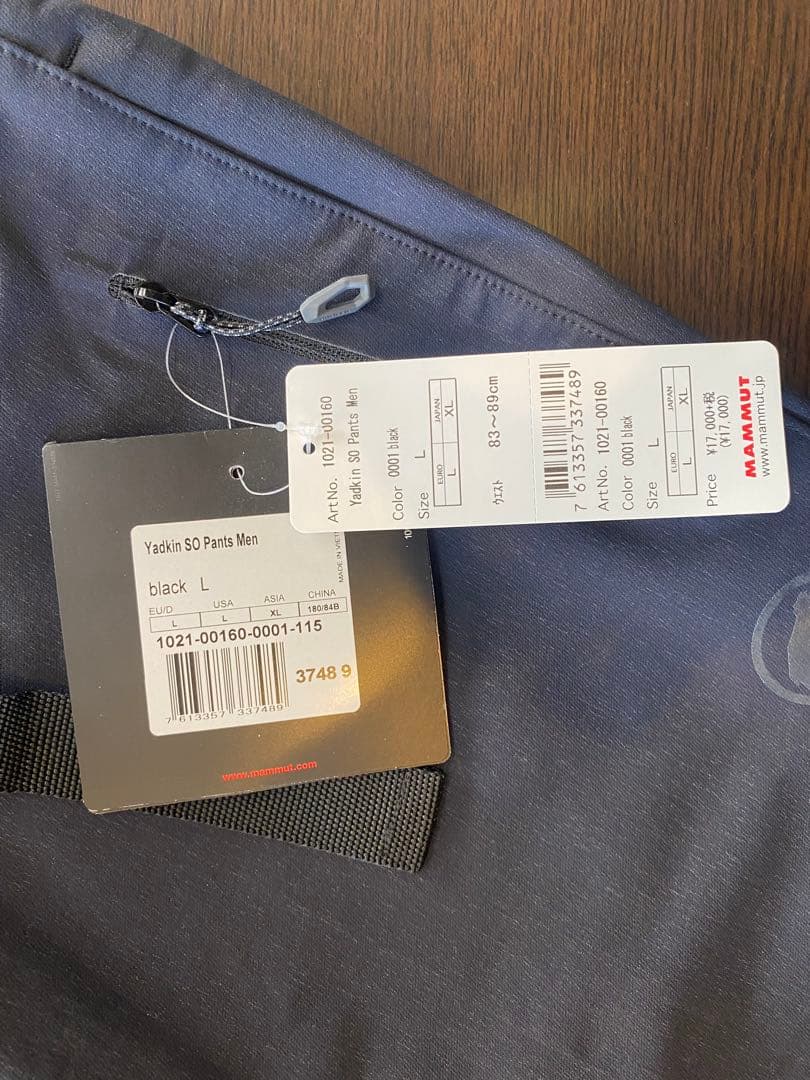 Yadkin SO Pants Men
black L
EU/D USA ASIA CHINA
L L XL 180/84B
1021-00160-0001-115
3748 9
7 613357 337489
MADE IN VIET
www.mammut.com
Art No. 1021-00160
Yadkin SO Pants Men
Color 0001 black
Size L
EURO JAPAN
L XL
ウエスト 83～89cm
7 613357 337489
Art No. 1021-00160
Color 0001 black
Size L
EURO JAPAN
L XL
Price ¥17,000+税
(¥17,000)
MAMMUT
www.mammut.jp